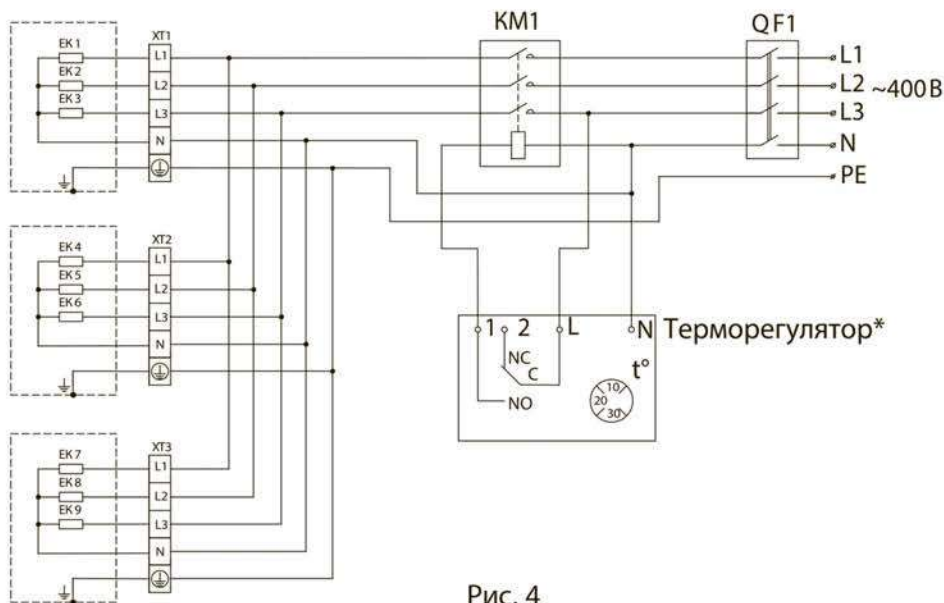 KM1
QF1
XT1
EK1
L1
EK2
L2
EK3
L3
N
L1
L2 ~400В
L3
N
PE
XT2
EK4
L1
EK5
L2
EK6
L3
N
1 2 L N Терморегулятор*
NC
C
NO
t°
10
20
30
XT3
EK7
L1
EK8
L2
EK9
L3
N
Рис. 4